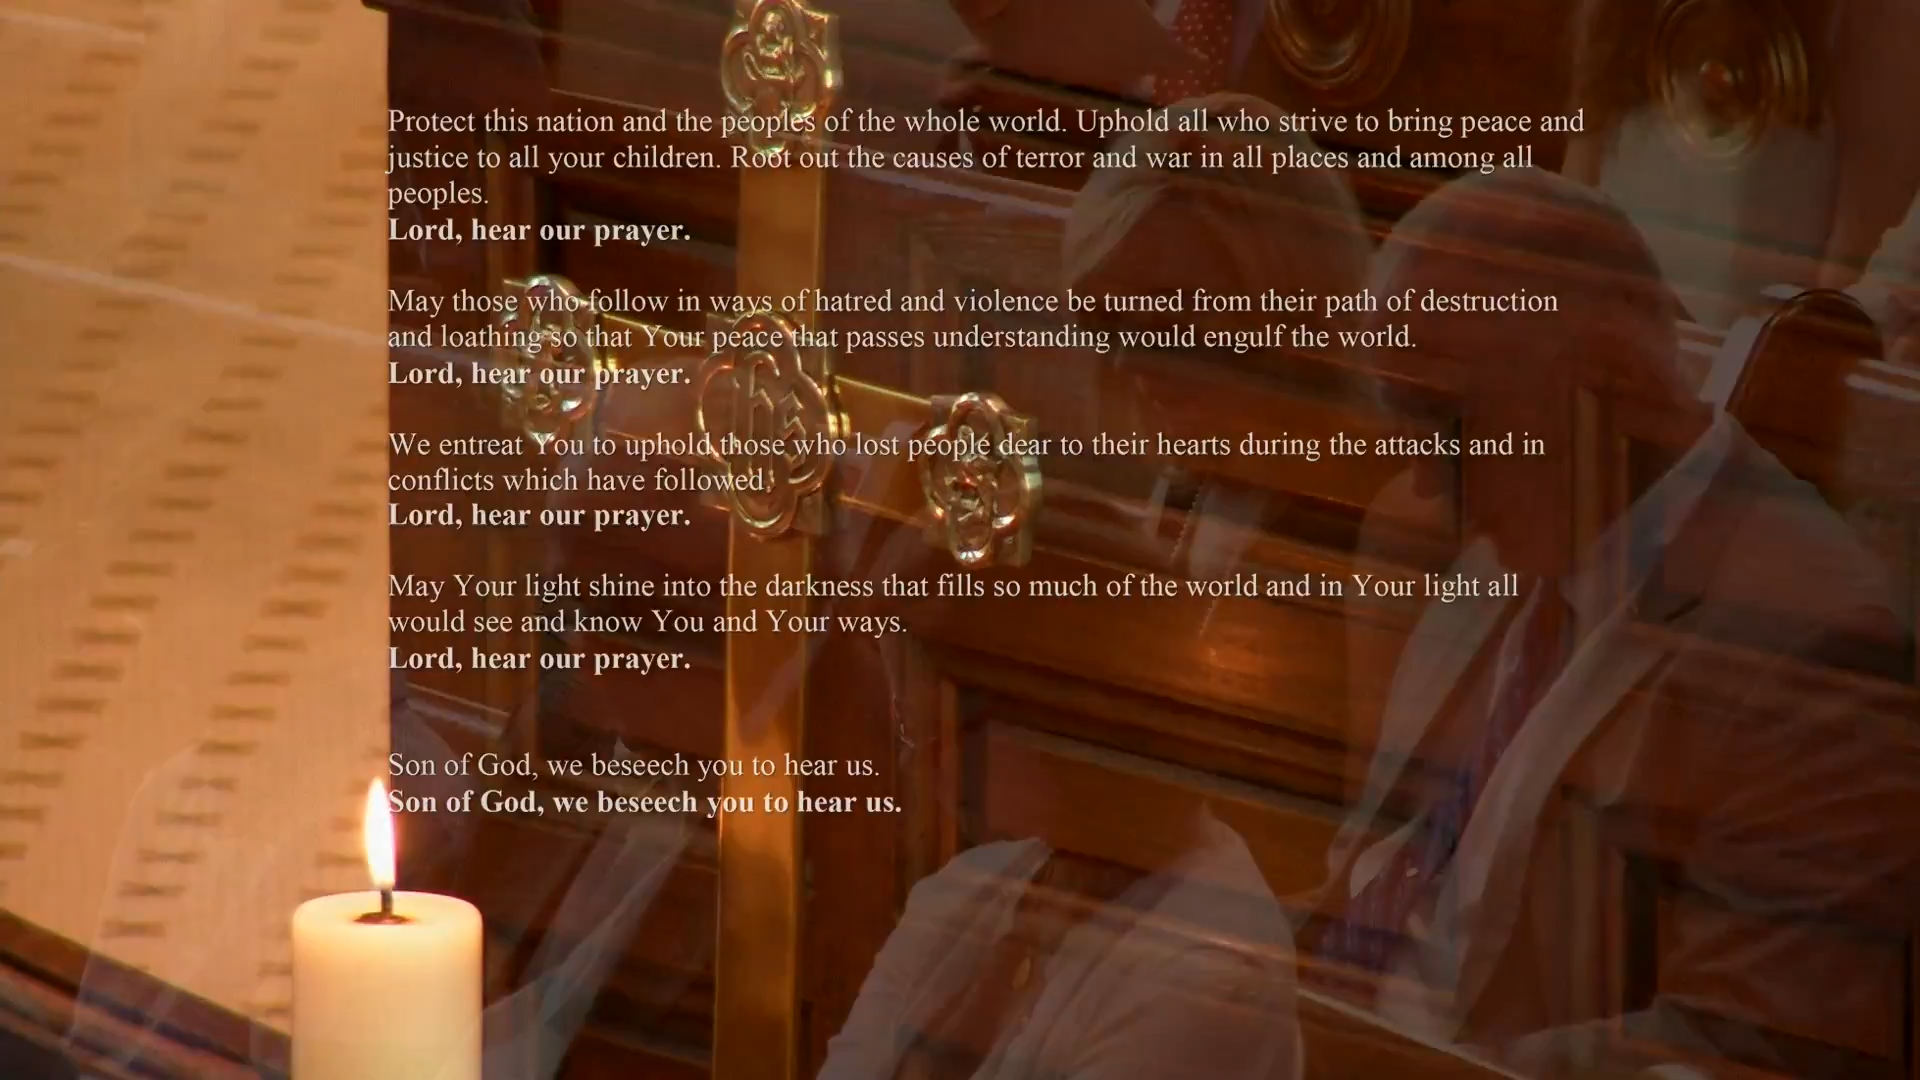 Protect this nation and the peoples of the whole world. Uphold all who strive to bring peace and
justice to all your children. Root out the causes of terror and war in all places and among all
peoples.
Lord, hear our prayer.
May those who follow in ways of hatred and violence be turned from their path of destruction
and loathing so that Your peace that passes understanding would engulf the world.
Lord, hear our prayer.
We entreat You to uphold those who lost people dear to their hearts during the attacks and in
conflicts which have followed.
Lord, hear our prayer.
May Your light shine into the darkness that fills so much of the world and in Your light all
would see and know You and Your ways.
Lord, hear our prayer.
Son of God, we beseech you to hear us.
Son of God, we beseech you to hear us.